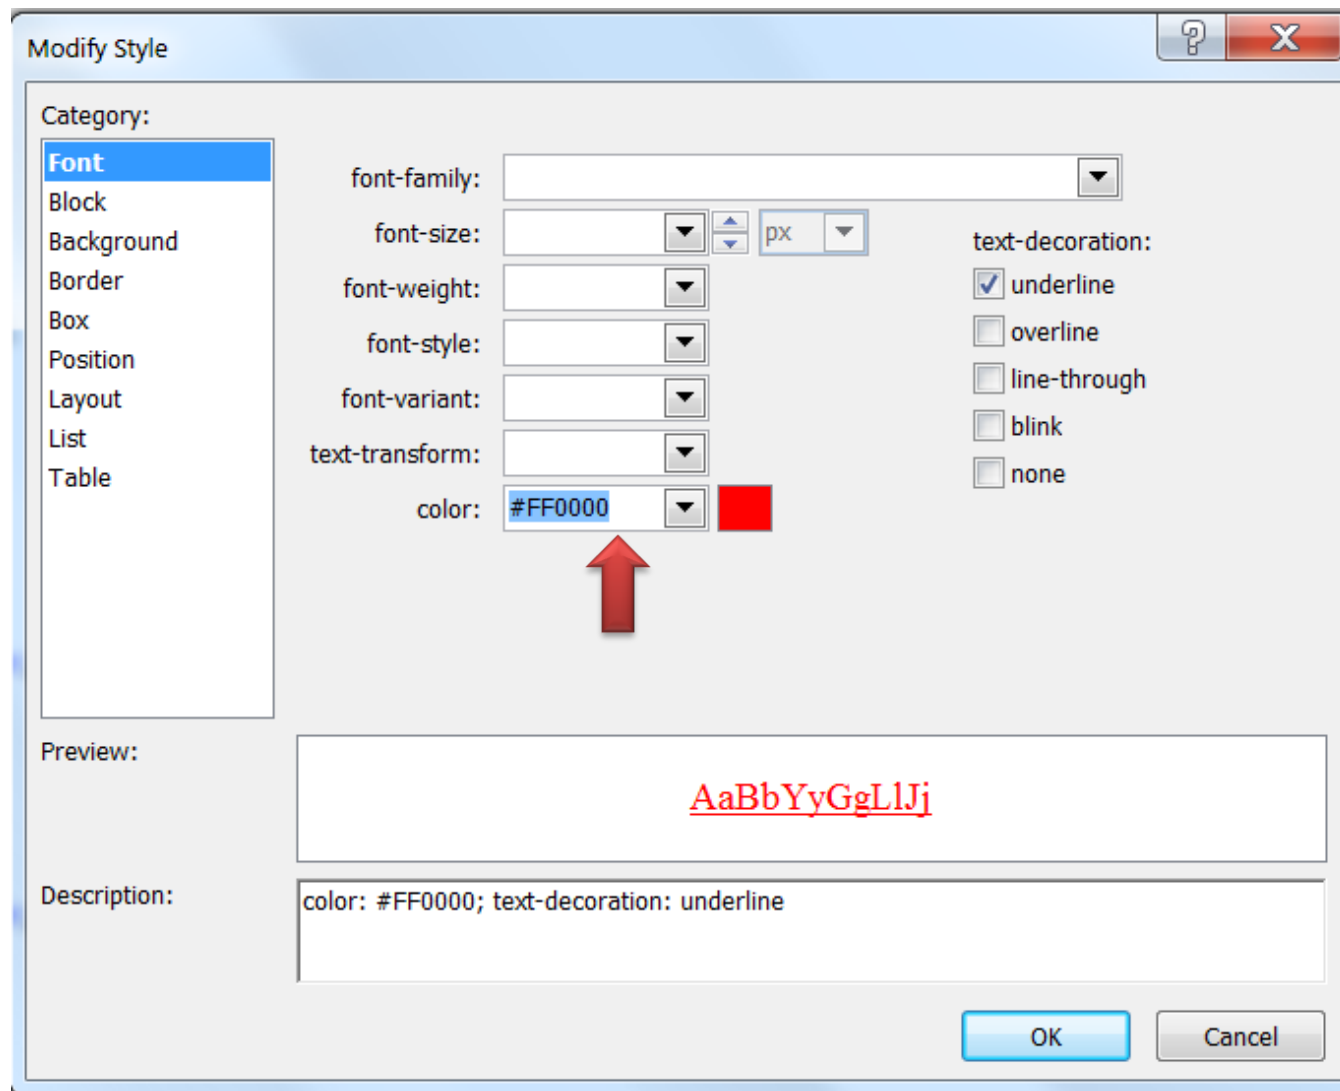 Modify Style
Category:
Font
Block
Background
Border
Box
Position
Layout
List
Table
font-family:
font-size:
px
font-weight:
font-style:
font-variant:
text-transform:
color:
#FF0000
text-decoration:
underline
overline
line-through
blink
none
Preview:
AaBbYyGgLlJj
Description:
color: #FF0000; text-decoration: underline
OK
Cancel